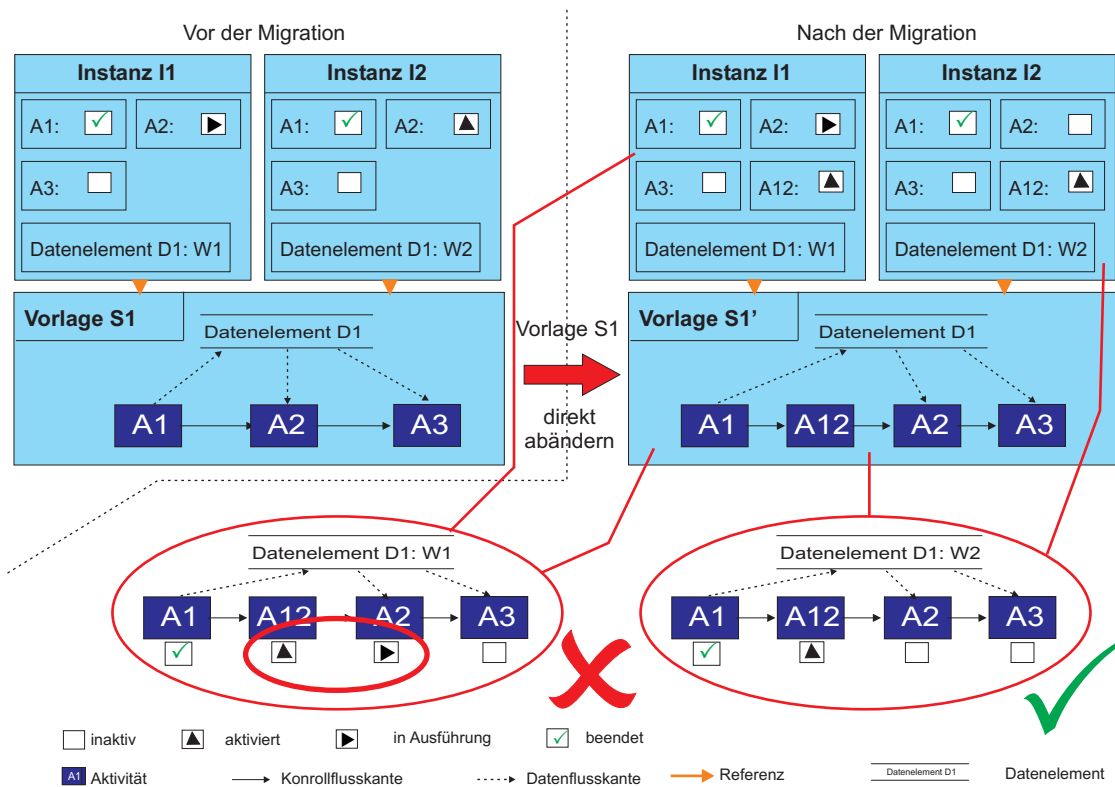 Vor der Migration
Nach der Migration
Instanz I1
A1:
A2:
A3:
Datenelement D1: W1
Instanz I2
A1:
A2:
A3:
Datenelement D1: W2
Vorlage S1
Datenelement D1
A1
A2
A3
Vorlage S1
direkt
abändern
Instanz I1
A1:
A2:
A3:
A12:
Datenelement D1: W1
Instanz I2
A1:
A2:
A3:
A12:
Datenelement D1: W2
Vorlage S1’
Datenelement D1
A1
A12
A2
A3
Datenelement D1: W1
A1
A12
A2
A3
Datenelement D1: W2
A1
A12
A2
A3
inaktiv
aktiviert
in Ausführung
beendet
A1
Aktivität
Konrollflusskante
Datenflusskante
Referenz
Datenelement D1
Datenelement